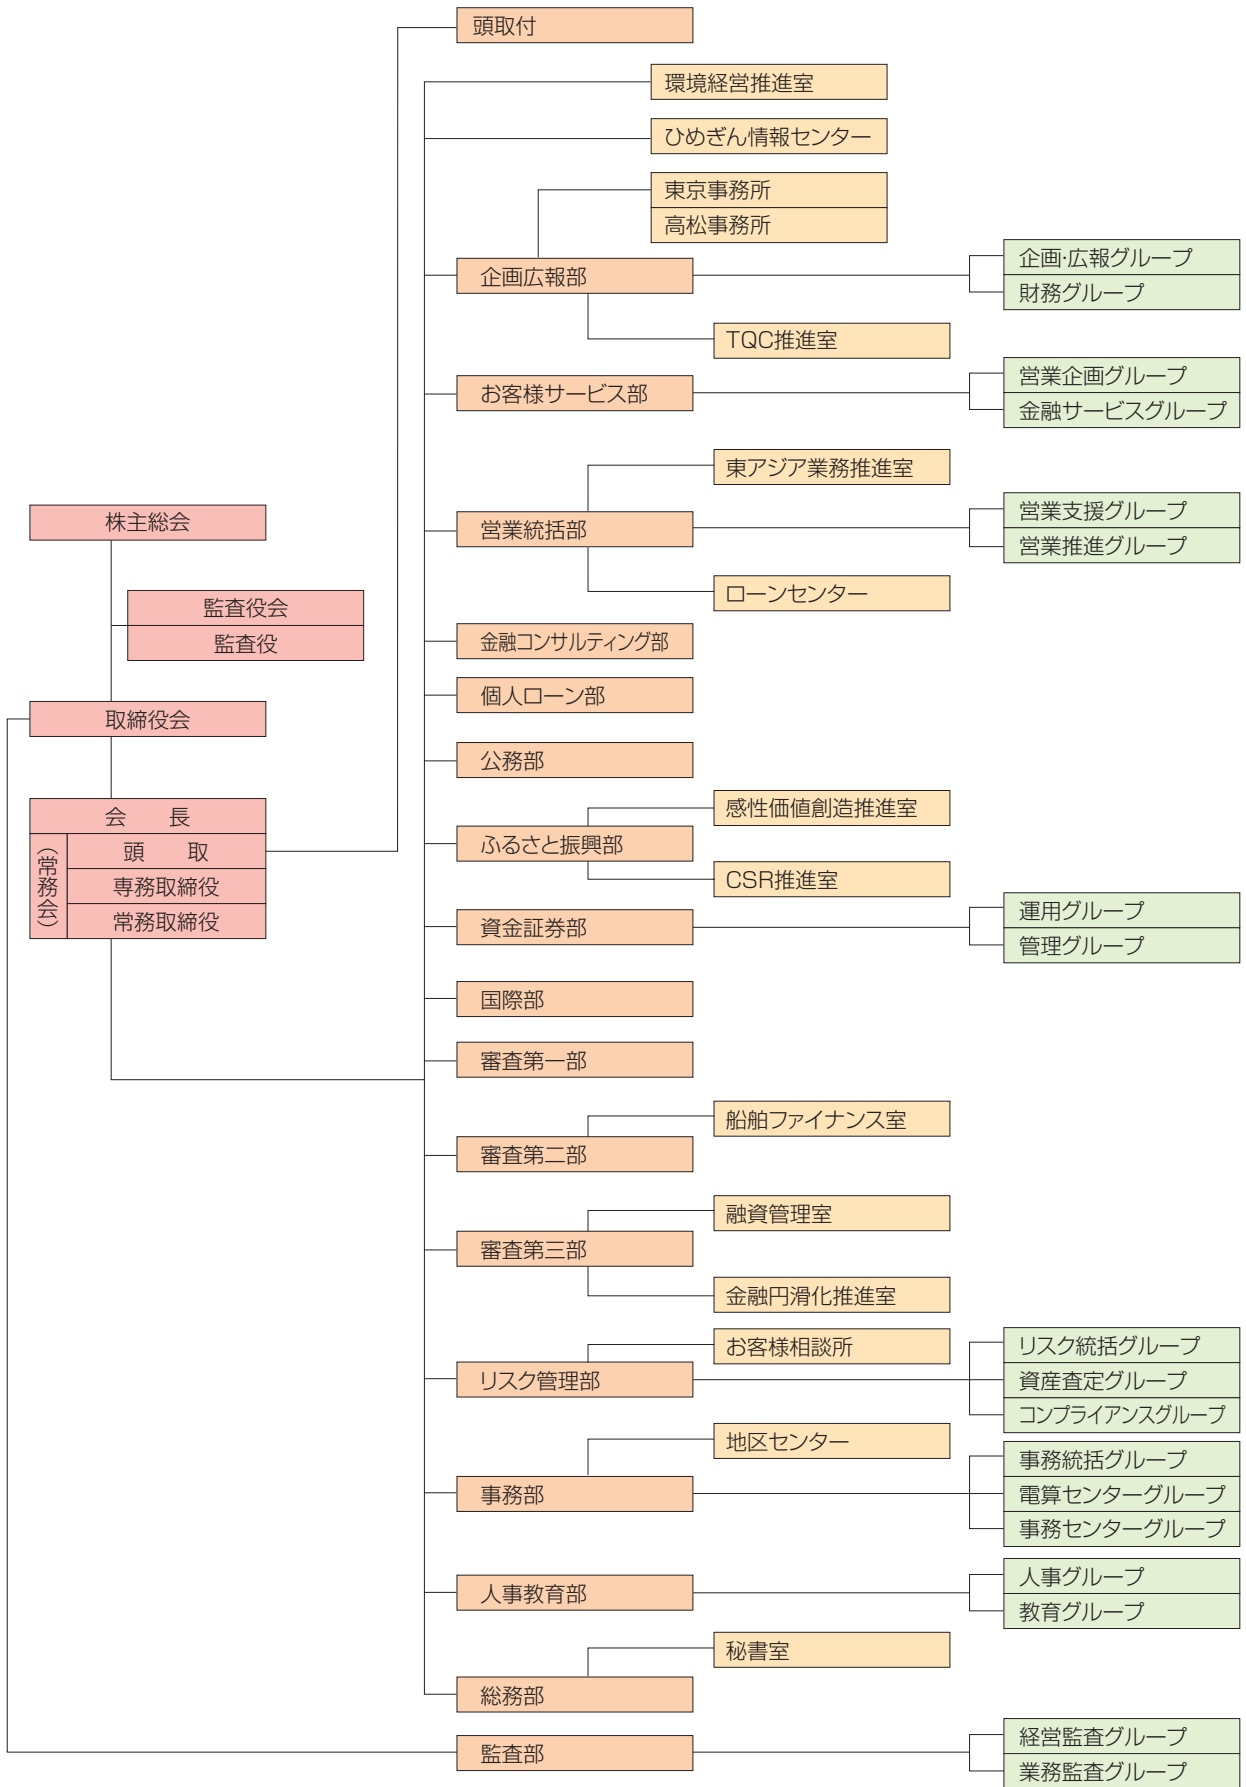 頭取付
環境経営推進室
ひめぎん情報センター
東京事務所
高松事務所
企画広報部
企画・広報グループ
財務グループ
TQC推進室
お客様サービス部
営業企画グループ
金融サービスグループ
東アジア業務推進室
営業統括部
営業支援グループ
営業推進グループ
ローンセンター
株主総会
監査役会
監査役
取締役会
会　長
(常務会)
頭　取
専務取締役
常務取締役
金融コンサルティング部
個人ローン部
公務部
感性価値創造推進室
ふるさと振興部
CSR推進室
資金証券部
運用グループ
管理グループ
国際部
審査第一部
船舶ファイナンス室
審査第二部
融資管理室
審査第三部
金融円滑化推進室
お客様相談所
リスク管理部
リスク統括グループ
資産査定グループ
コンプライアンスグループ
地区センター
事務部
事務統括グループ
電算センターグループ
事務センターグループ
人事教育部
人事グループ
教育グループ
秘書室
総務部
監査部
経営監査グループ
業務監査グループ